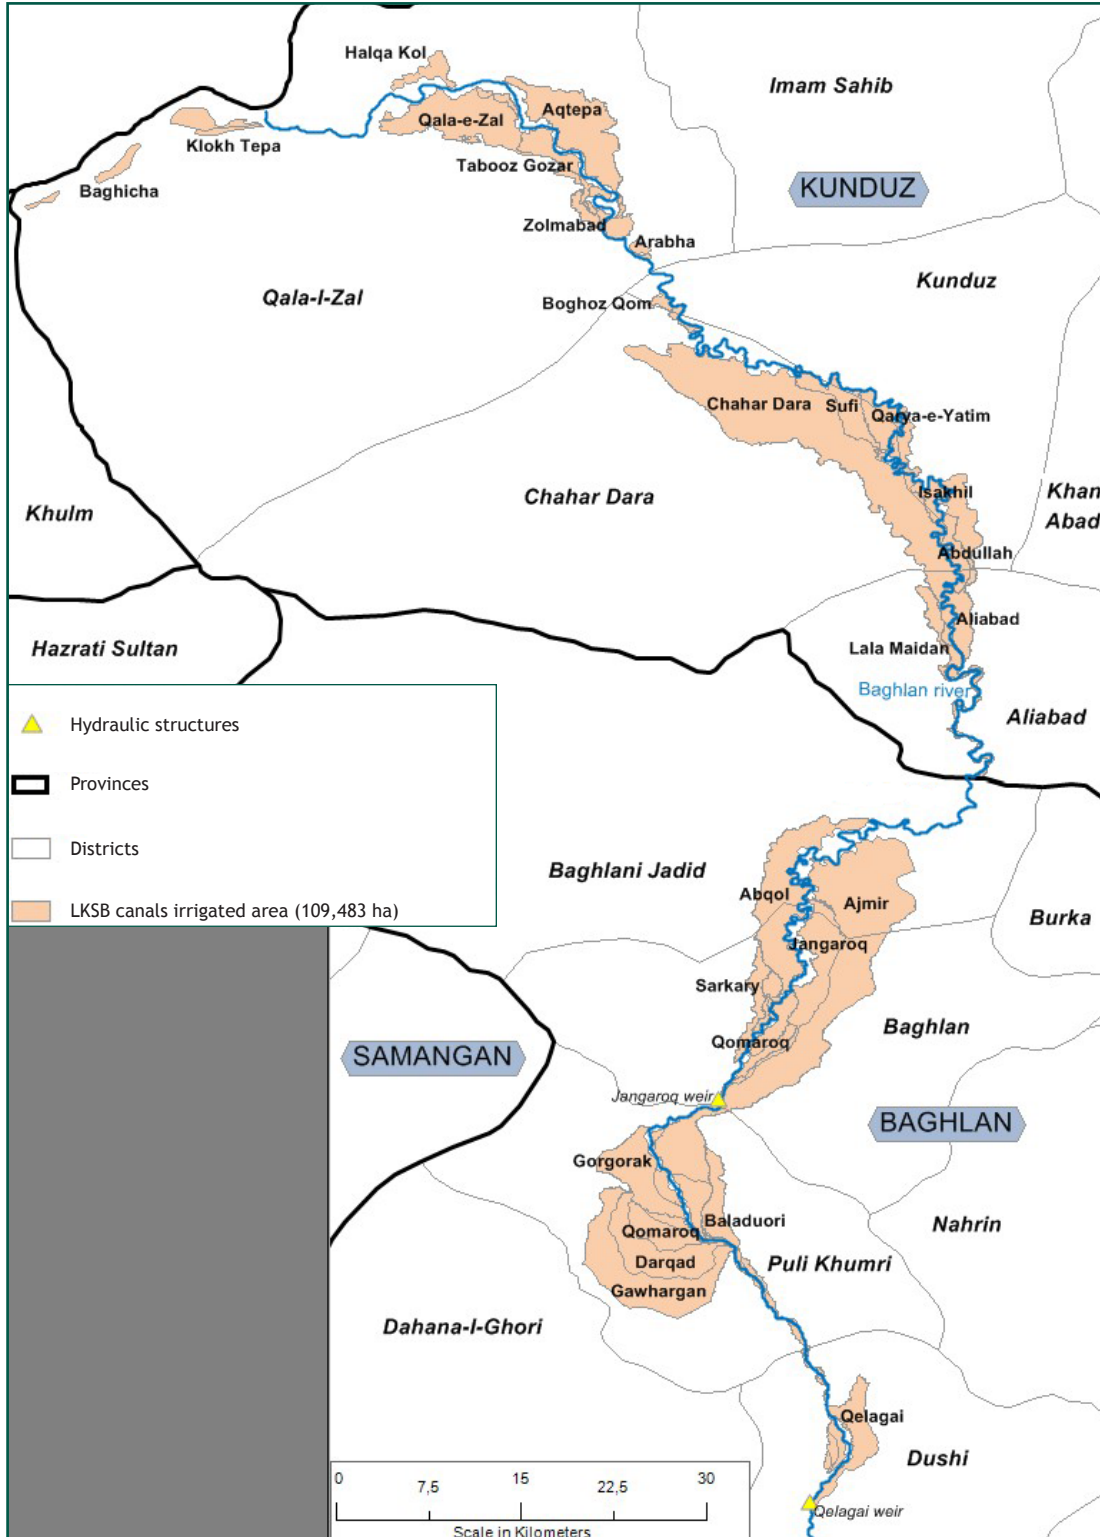 Halqa Kol
Imam Sahib
Aqtepa
Qala-e-Zal
Klokh Tepa
Tabooz Gozar
Baghicha
KUNDUZ
Zolmabad
Arabha
Kunduz
Qala-I-Zal
Boghoz Qom
Chahar Dara
Sufi
Qarya-e-Yatim
Isakhil
Khan
Abad
Chahar Dara
Khulm
Abdullah
Aliabad
Hazrati Sultan
Lala Maidan
Baghlan river
Aliabad
Hydraulic structures
Provinces
Districts
LKSB canals irrigated area (109,483 ha)
Baghlani Jadid
Abqol
Ajmir
Burka
Jangaroq
Sarkary
Baghlan
Qomaroq
SAMANGAN
Jangaroq weir
BAGHLAN
Gorgorak
Baladuori
Nahrin
Qomaroq
Darqad
Puli Khumri
Gawhargan
Dahana-I-Ghori
Qelagai
Dushi
Qelagai weir
0 7,5 15 22,5 30
Scale in Kilometers